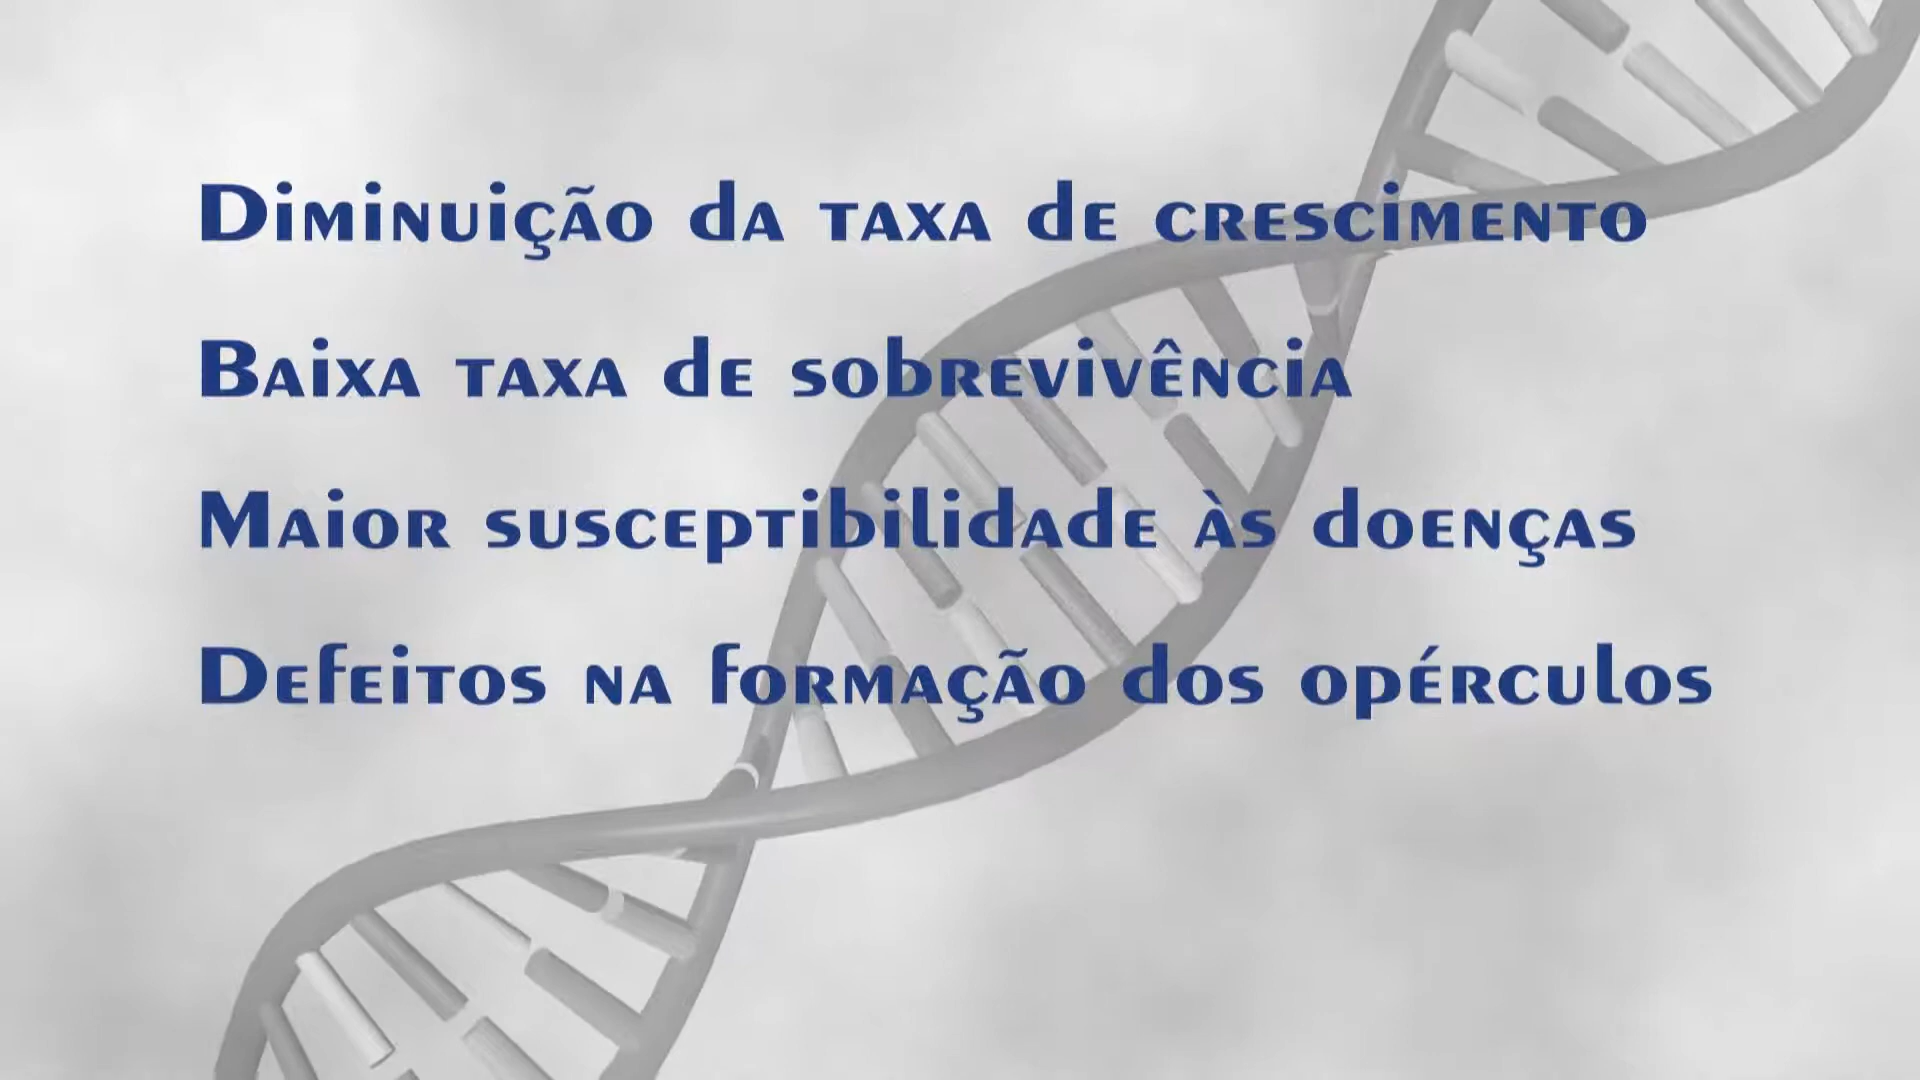 Diminuição da taxa de crescimento
Baixa taxa de sobrevivência
Maior susceptibilidade às doenças
Defeitos na formação dos opérculos